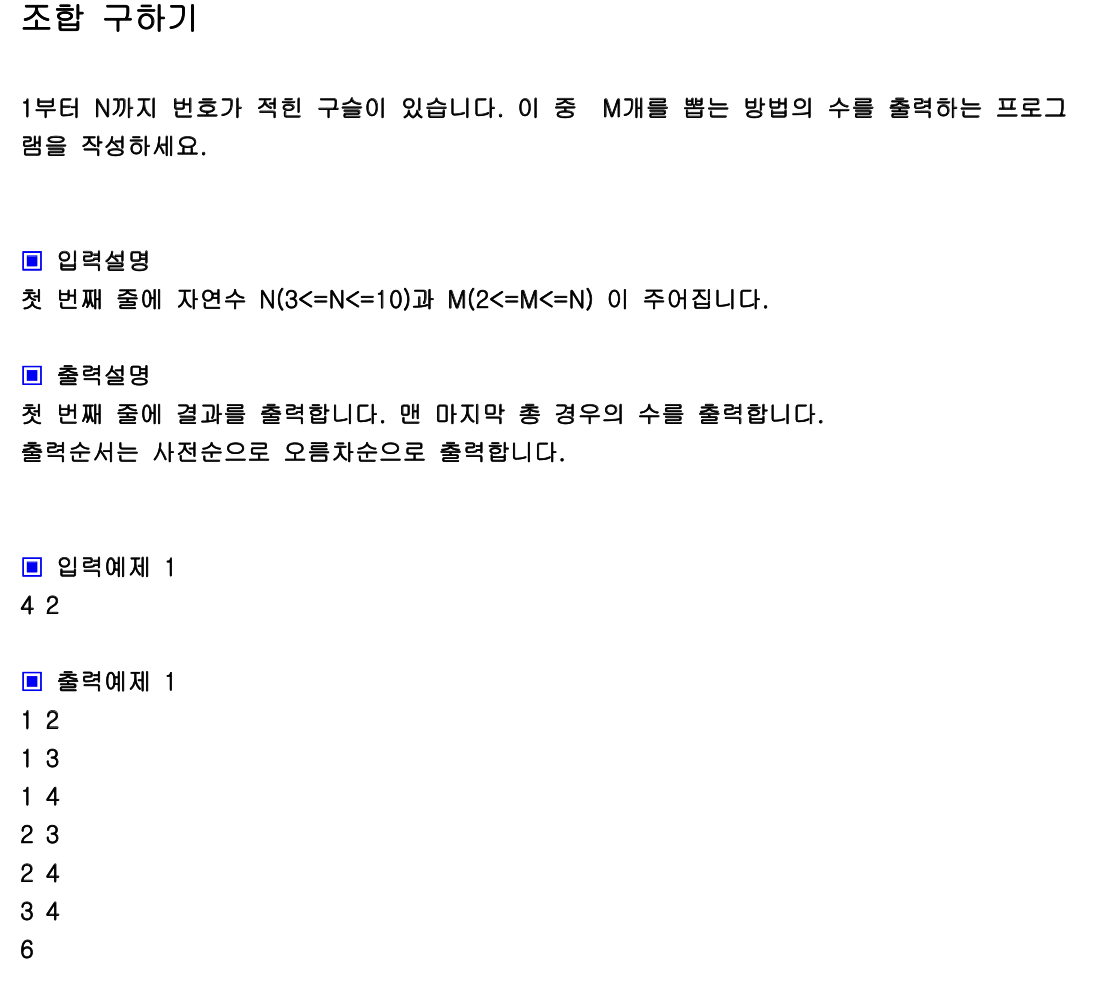 조합 구하기
1부터 N까지 번호가 적힌 구슬이 있습니다. 이 중 M개를 뽑는 방법의 수를 출력하는 프로그
램을 작성하세요.
▣ 입력설명
첫 번째 줄에 자연수 N(3<=N<=10)과 M(2<=M<=N) 이 주어집니다.
▣ 출력설명
첫 번째 줄에 결과를 출력합니다. 맨 마지막 총 경우의 수를 출력합니다.
출력순서는 사전순으로 오름차순으로 출력합니다.
▣ 입력예제 1
4 2
▣ 출력예제 1
1 2
1 3
1 4
2 3
2 4
3 4
6